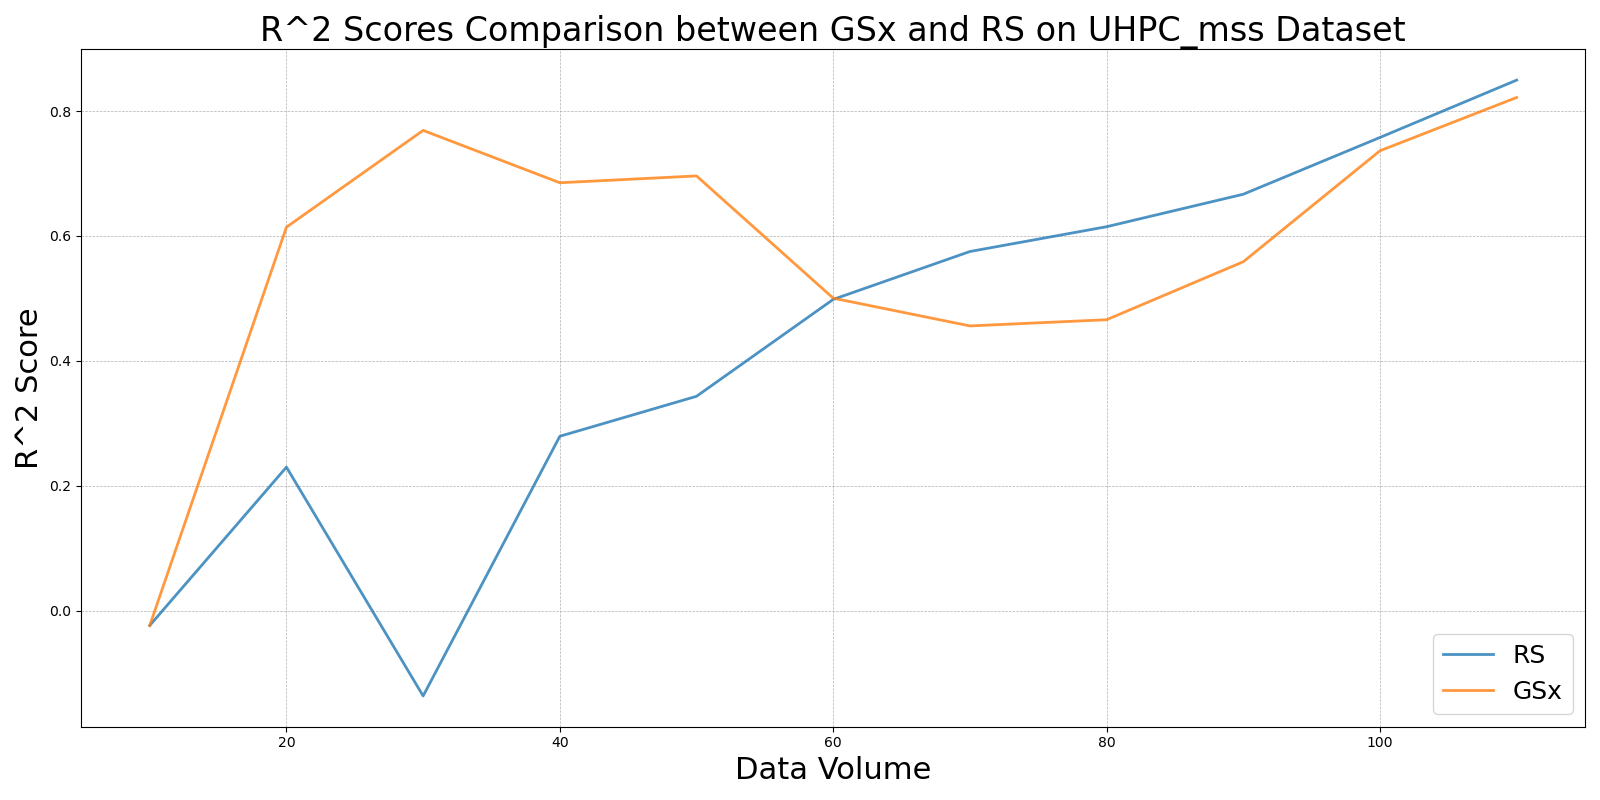 R^2 Scores Comparison between GSx and RS on UHPC_mss Dataset
R^2 Score
0.8
0.6
0.4
0.2
0.0
20 40 60 80 100
Data Volume
RS
GSx